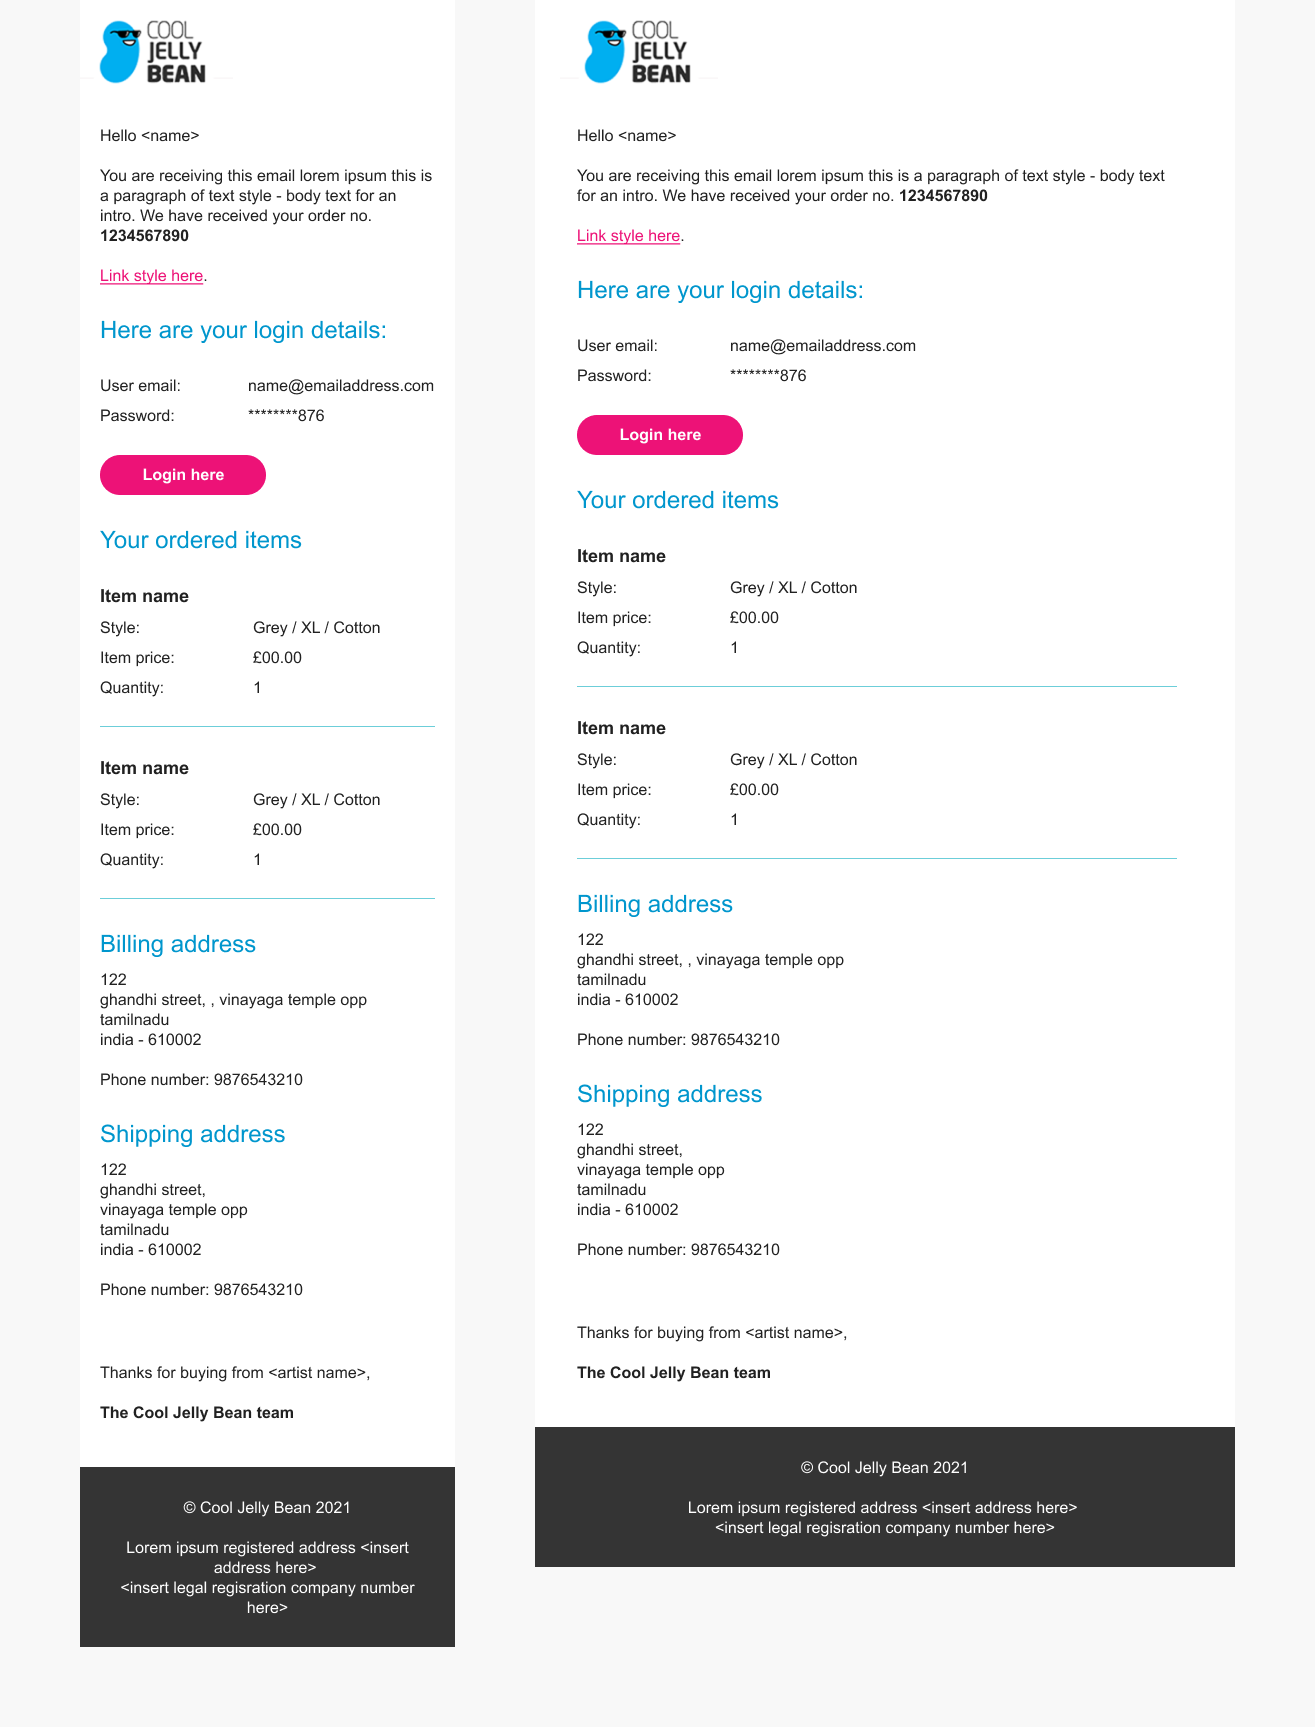 COOL
JELLY
BEAN
Hello <name>
You are receiving this email lorem ipsum this is
a paragraph of text style - body text for an
intro. We have received your order no.
1234567890
Link style here.
Here are your login details:
User email: name@emailaddress.com
Password: ********876
Login here
Your ordered items
Item name
Style: Grey / XL / Cotton
Item price: £00.00
Quantity: 1
Item name
Style: Grey / XL / Cotton
Item price: £00.00
Quantity: 1
Billing address
122
ghandhi street, , vinayaga temple opp
tamilnadu
india - 610002
Phone number: 9876543210
Shipping address
122
ghandhi street,
vinayaga temple opp
tamilnadu
india - 610002
Phone number: 9876543210
Thanks for buying from <artist name>,
The Cool Jelly Bean team
© Cool Jelly Bean 2021
Lorem ipsum registered address <insert
address here>
<insert legal regisration company number
here>
COOL
JELLY
BEAN
Hello <name>
You are receiving this email lorem ipsum this is a paragraph of text style - body text
for an intro. We have received your order no. 1234567890
Link style here.
Here are your login details:
User email: name@emailaddress.com
Password: ********876
Login here
Your ordered items
Item name
Style: Grey / XL / Cotton
Item price: £00.00
Quantity: 1
Item name
Style: Grey / XL / Cotton
Item price: £00.00
Quantity: 1
Billing address
122
ghandhi street, , vinayaga temple opp
tamilnadu
india - 610002
Phone number: 9876543210
Shipping address
122
ghandhi street,
vinayaga temple opp
tamilnadu
india - 610002
Phone number: 9876543210
Thanks for buying from <artist name>,
The Cool Jelly Bean team
© Cool Jelly Bean 2021
Lorem ipsum registered address <insert address here>
<insert legal regisration company number here>